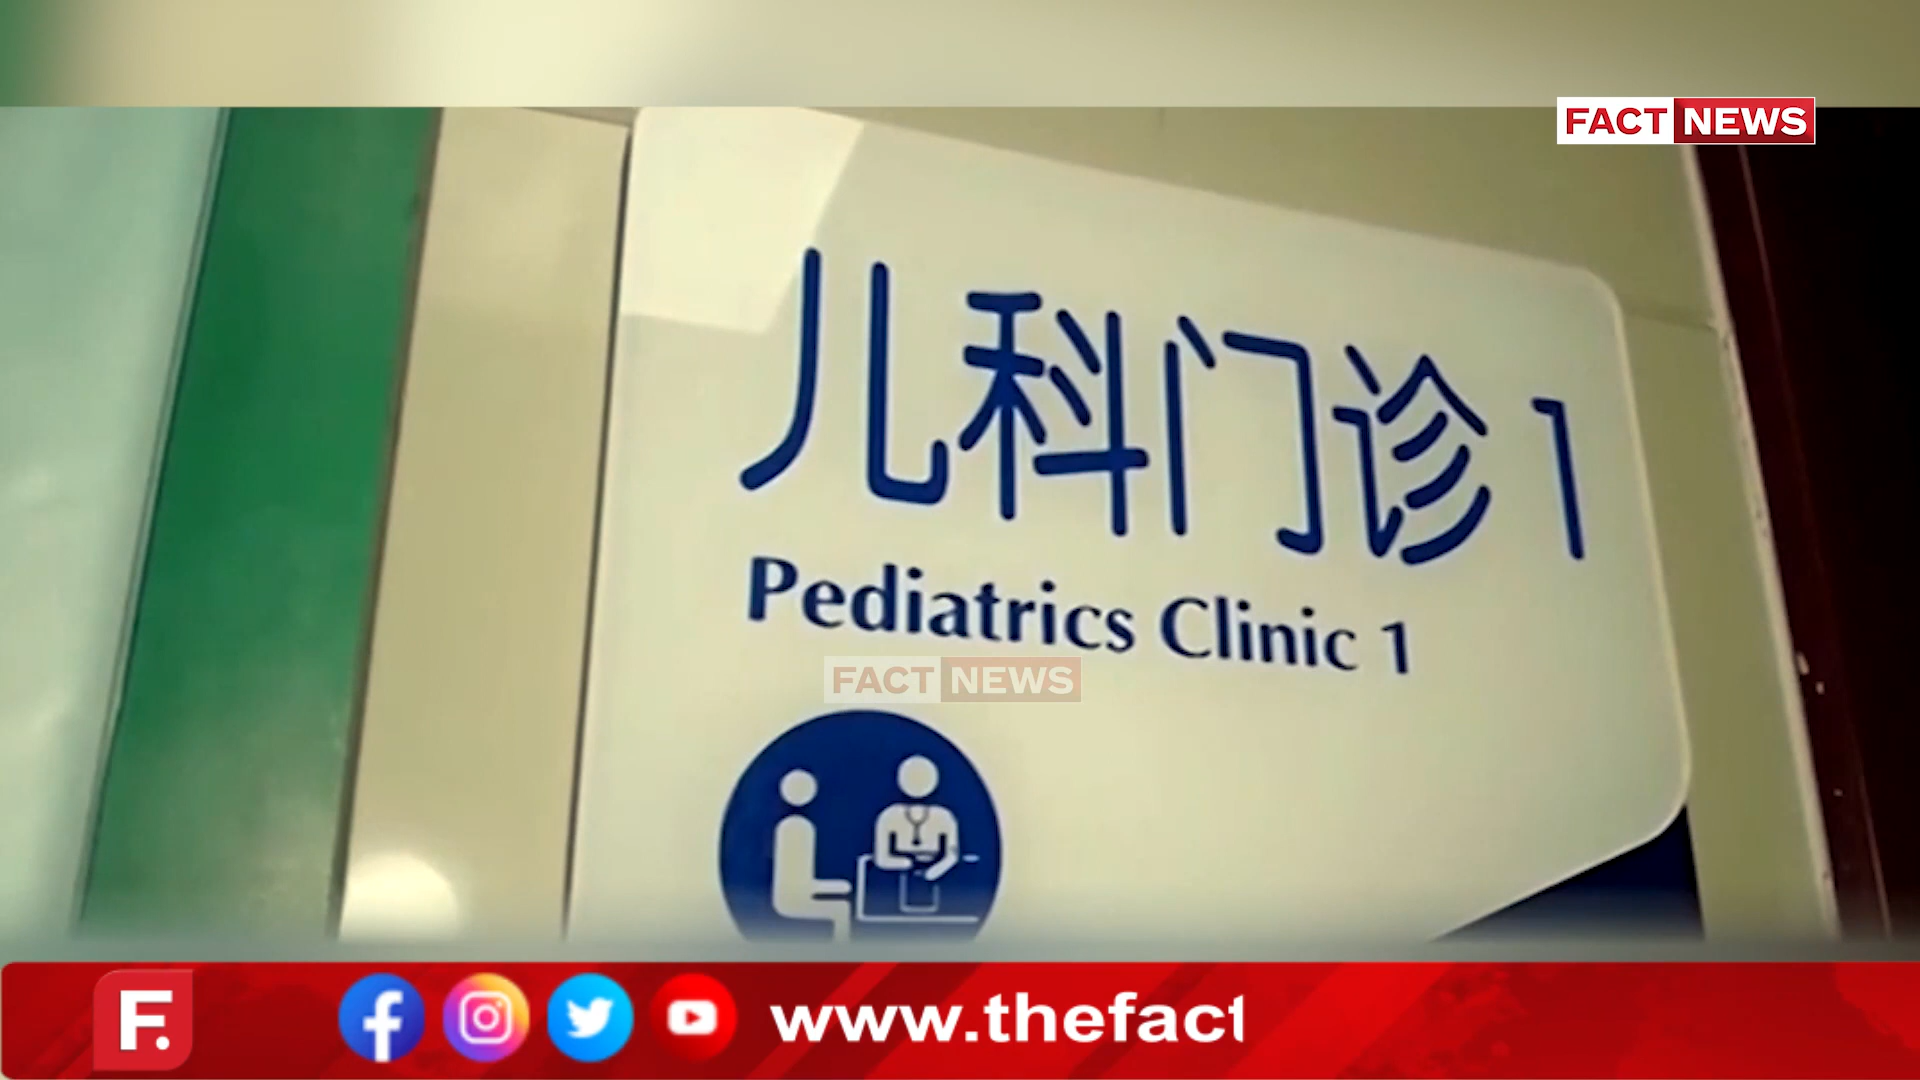 FACT NEWS
儿科门诊 1
Pediatrics Clinic 1
FACT NEWS
F. www.thefact